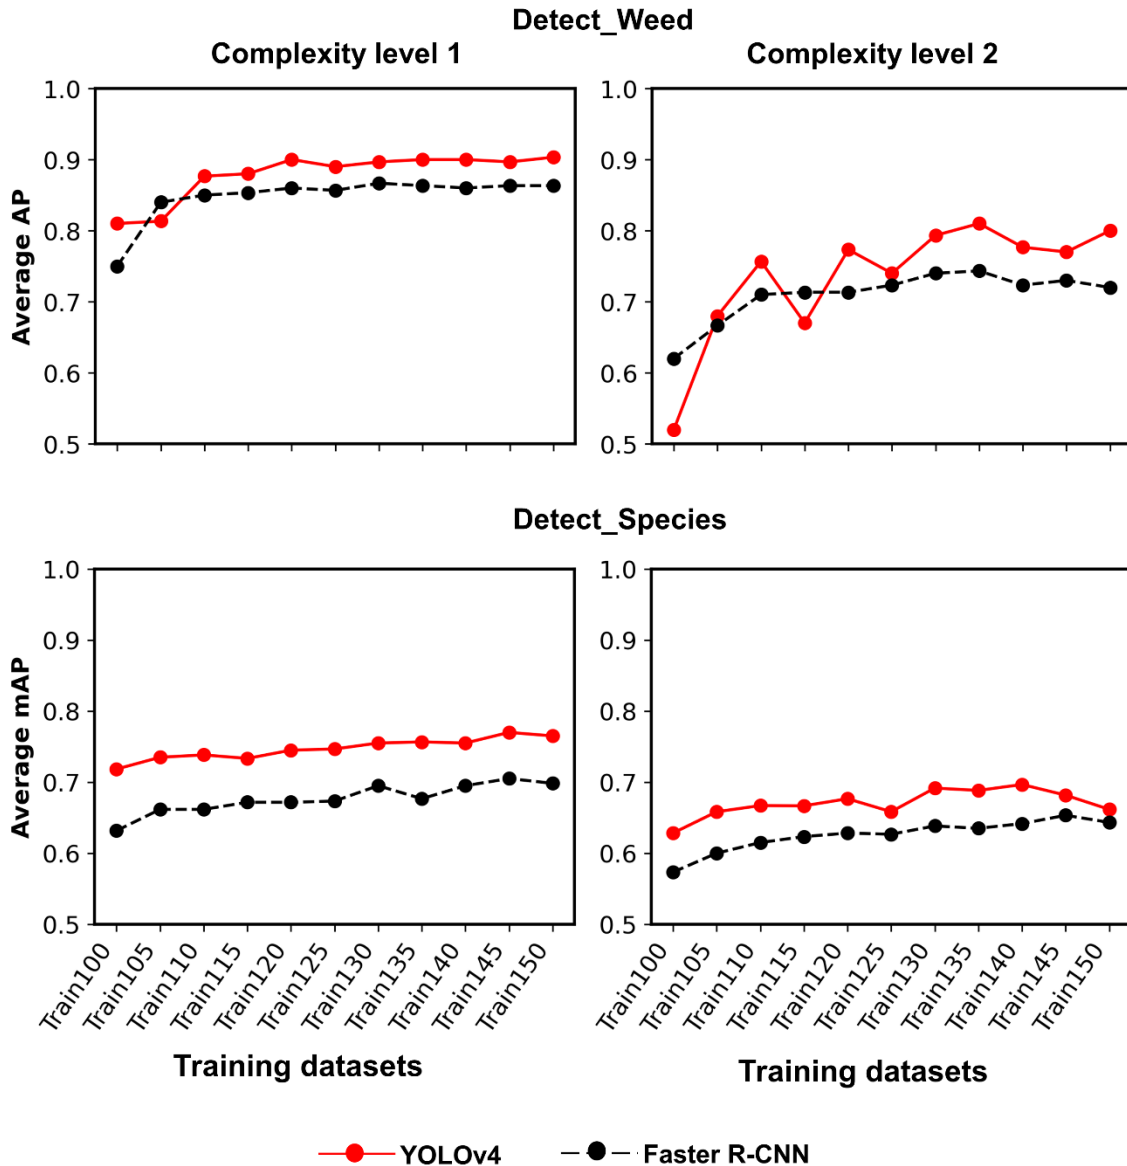 Detect_Weed
Complexity level 1
Complexity level 2
Average AP
1.0
0.9
0.8
0.7
0.6
0.5
1.0
0.9
0.8
0.7
0.6
0.5
Detect_Species
Average mAP
1.0
0.9
0.8
0.7
0.6
0.5
1.0
0.9
0.8
0.7
0.6
0.5
Train100
Train105
Train110
Train115
Train120
Train125
Train130
Train135
Train140
Train145
Train150
Train100
Train105
Train110
Train115
Train120
Train125
Train130
Train135
Train140
Train145
Train150
Training datasets
Training datasets
YOLOv4
Faster R-CNN